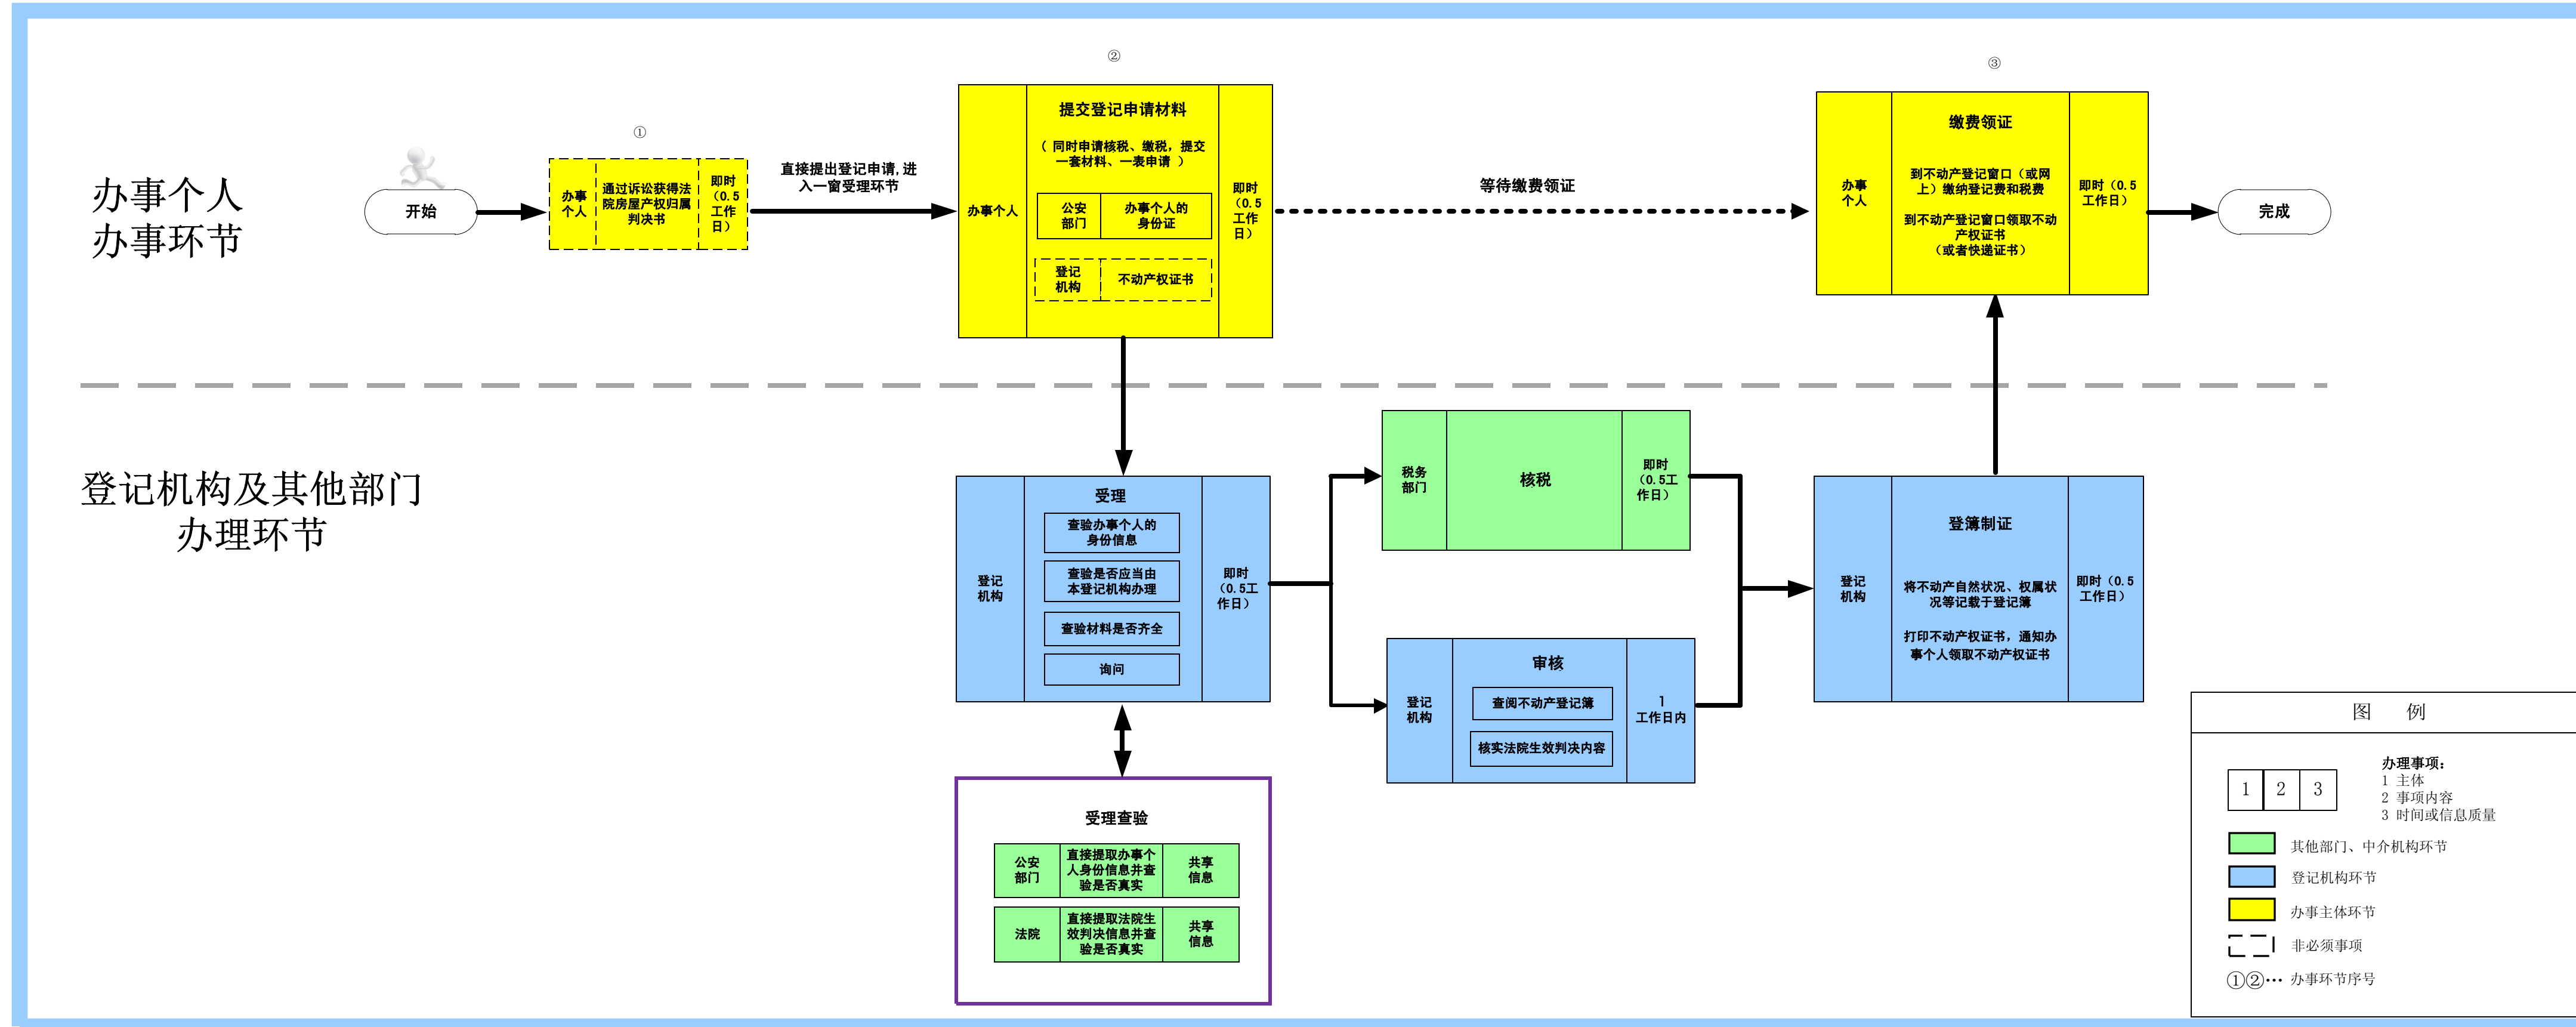 ②
③
①
办事个人
办事环节
开始
办事
个人
通过诉讼获得法
院房屋产权归属
判决书
即时
（0.5
工作
日）
直接提出登记申请,进
入一窗受理环节
办事个人
提交登记申请材料
（ 同时申请核税、缴税，提交
一套材料、一表申请 ）
公安
部门
办事个人的
身份证
登记
机构
不动产权证书
即时
（0.5
工作
日）
等待缴费领证
办事
个人
缴费领证
到不动产登记窗口（或网
上）缴纳登记费和税费
到不动产登记窗口领取不动
产权证书
（或者快递证书）
即时（0.5
工作日）
完成
登记机构及其他部门
办理环节
登记
机构
受理
查验办事个人的
身份信息
查验是否应当由
本登记机构办理
查验材料是否齐全
询问
即时
（0.5工
作日）
税务
部门
核税
即时
（0.5工
作日）
登记
机构
审核
查阅不动产登记簿
核实法院生效判决内容
1
工作日内
登记
机构
登簿制证
将不动产自然状况、权属状
况等记载于登记簿
打印不动产权证书，通知办
事个人领取不动产权证书
即时（0.5
工作日）
受理查验
公安
部门
直接提取办事个
人身份信息并查
验是否真实
共享
信息
法院
直接提取法院生
效判决信息并查
验是否真实
共享
信息
图 例
1 2 3
办理事项：
1 主体
2 事项内容
3 时间或信息质量
其他部门、中介机构环节
登记机构环节
办事主体环节
非必须事项
①②… 办事环节序号